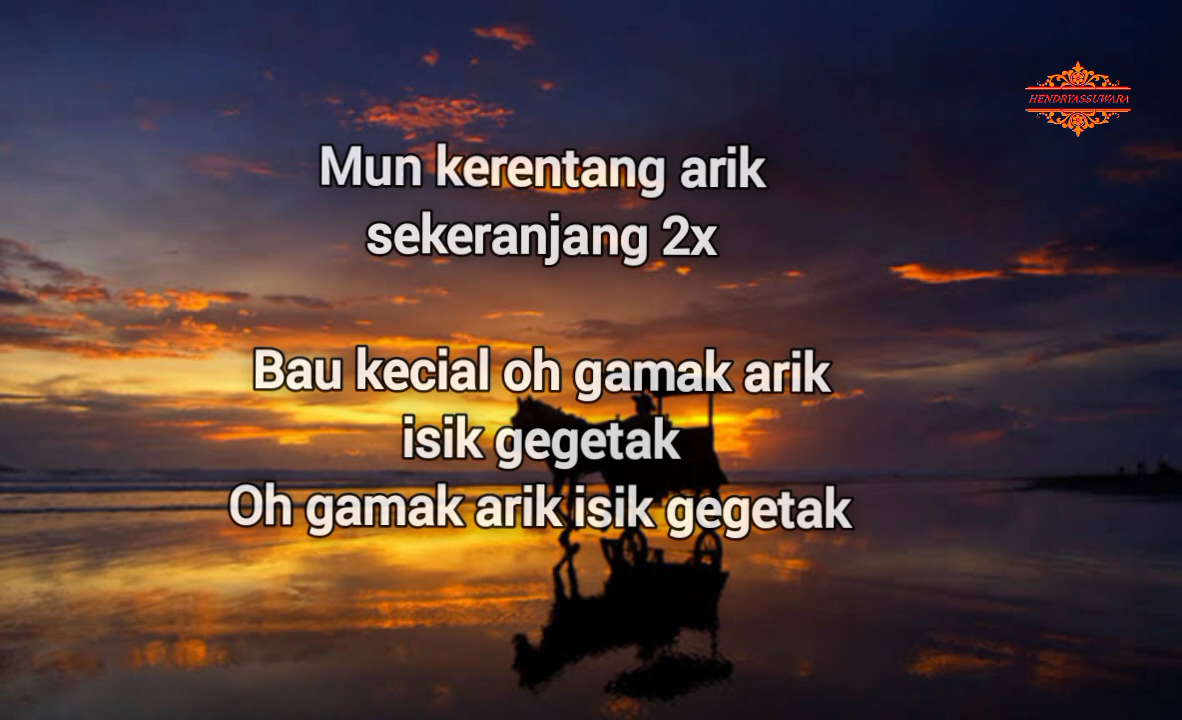 HENDRYASSUWARA
Mun kerentang arik
sekeranjang 2x
Bau kecial oh gamak arik
isik gegetak
Oh gamak arik isik gegetak